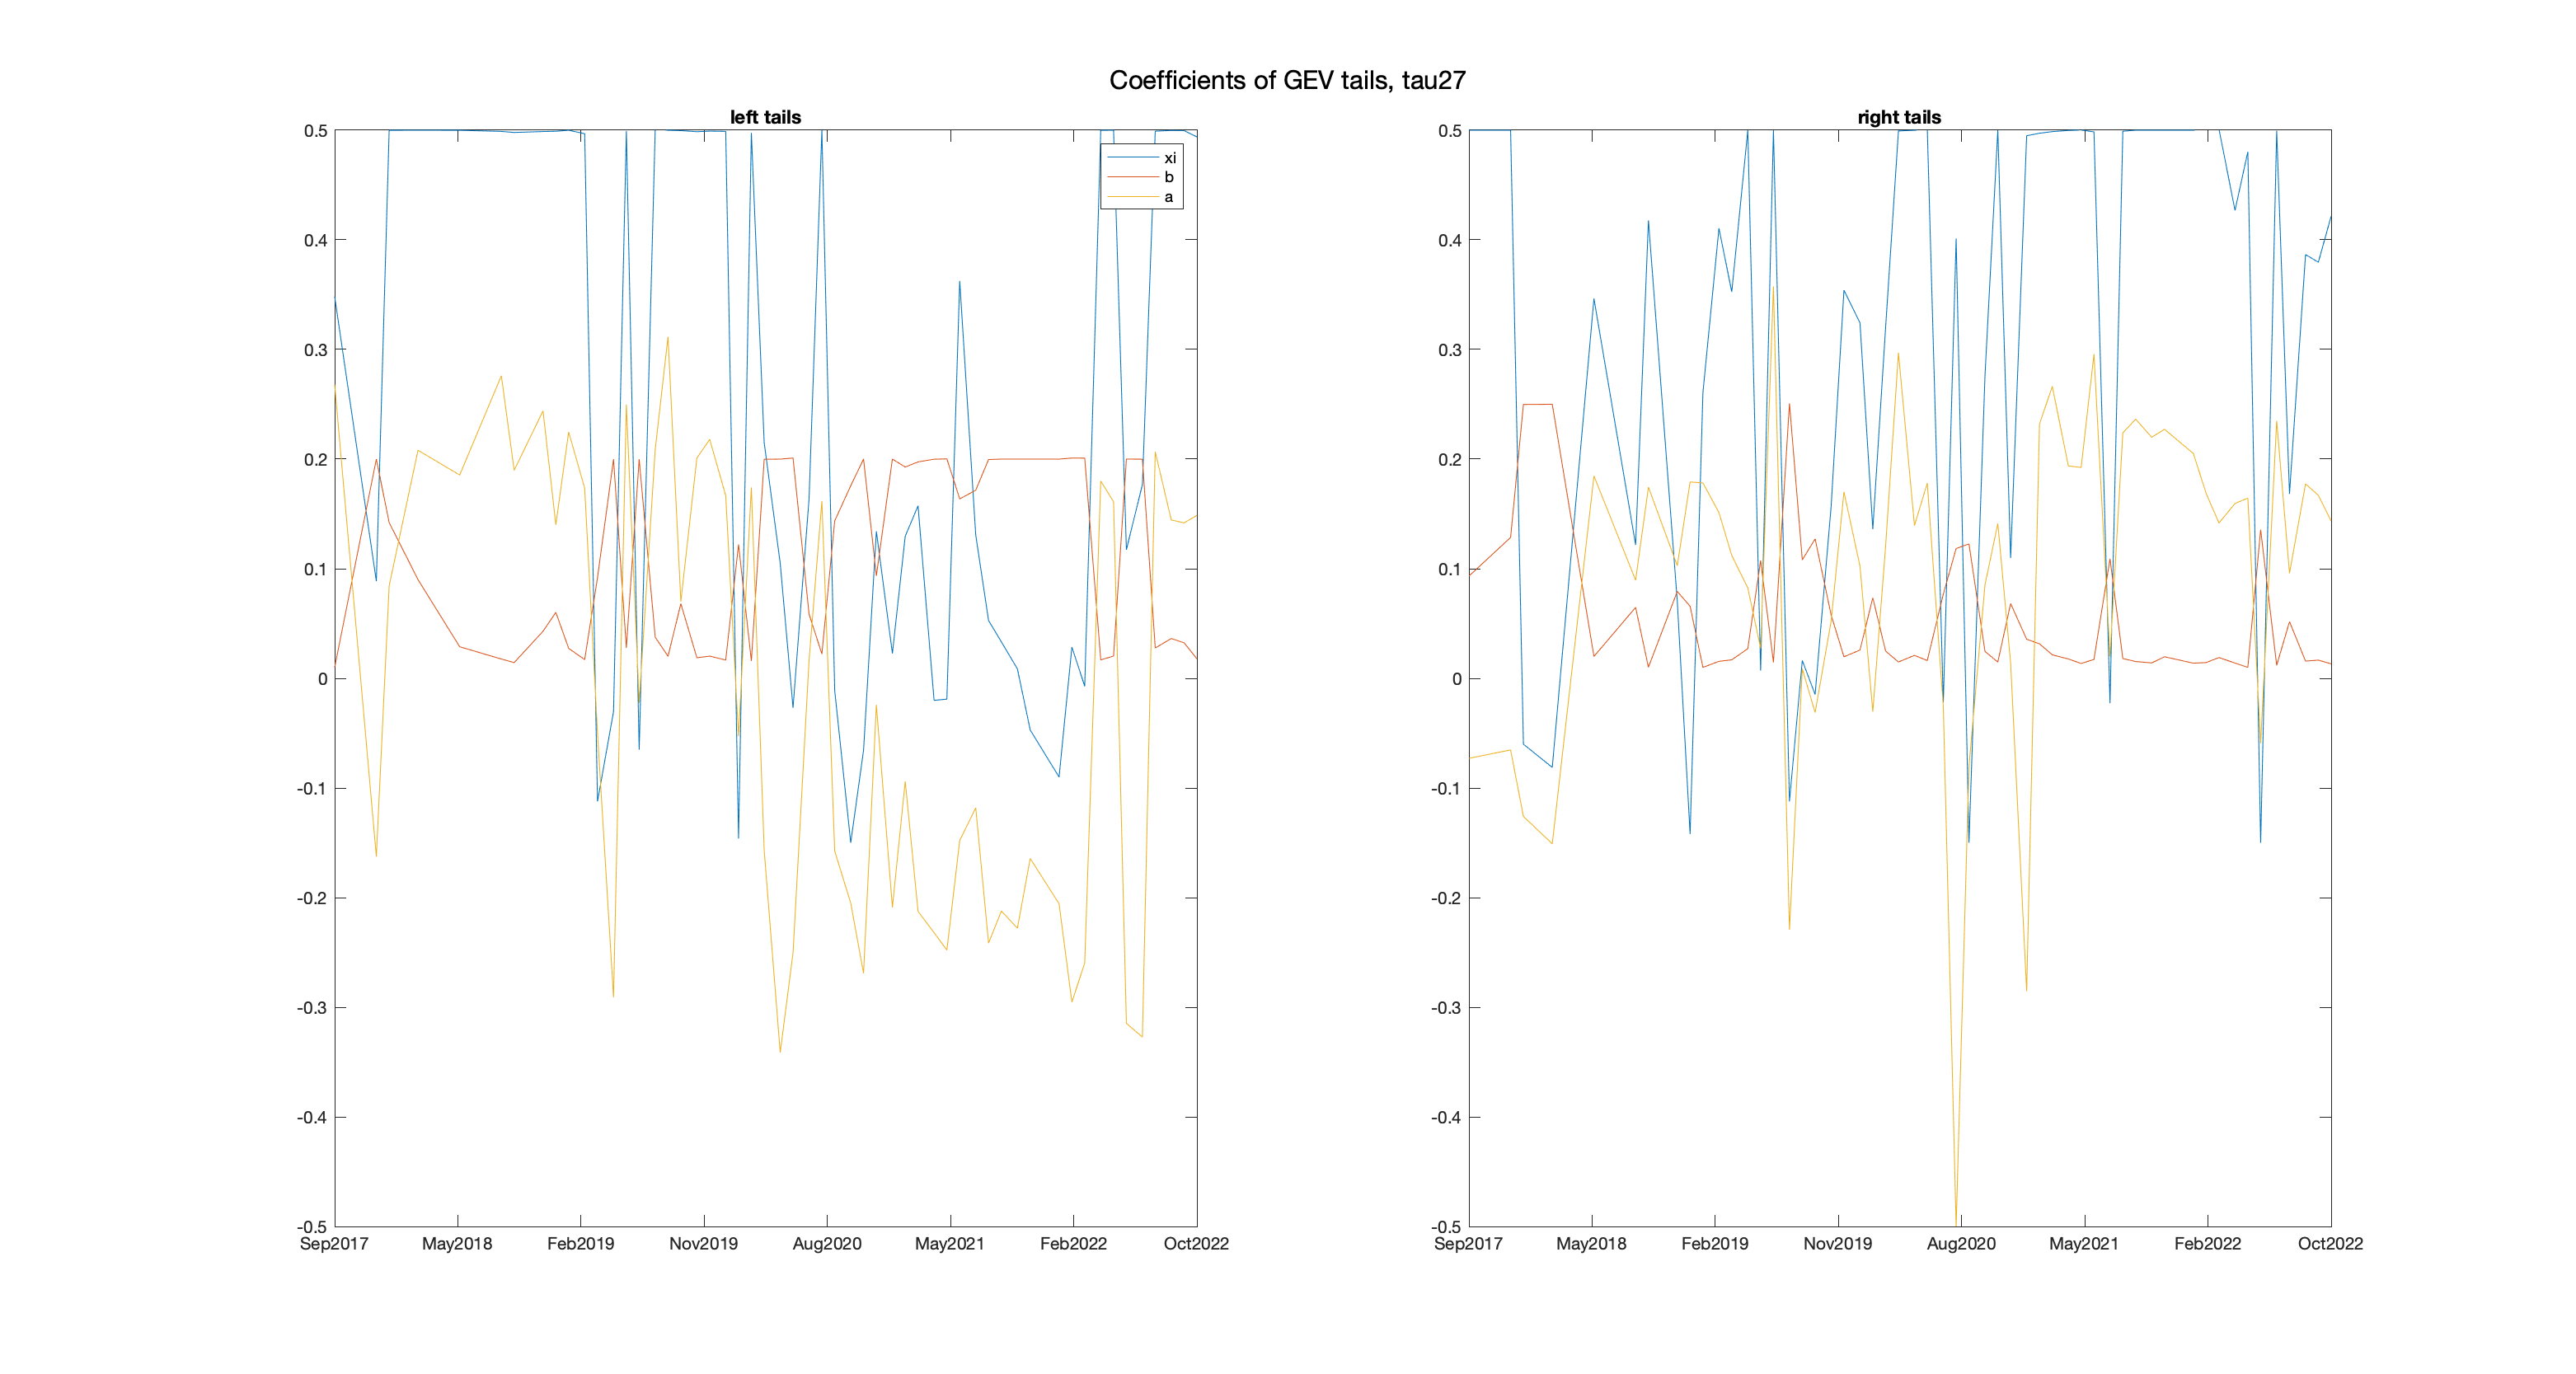 Coefficients of GEV tails, tau27
left tails
0.5
0.4
0.3
0.2
0.1
0
-0.1
-0.2
-0.3
-0.4
-0.5
xi
b
a
Sep2017 May2018 Feb2019 Nov2019 Aug2020 May2021 Feb2022 Oct2022
right tails
0.5
0.4
0.3
0.2
0.1
0
-0.1
-0.2
-0.3
-0.4
-0.5
Sep2017 May2018 Feb2019 Nov2019 Aug2020 May2021 Feb2022 Oct2022